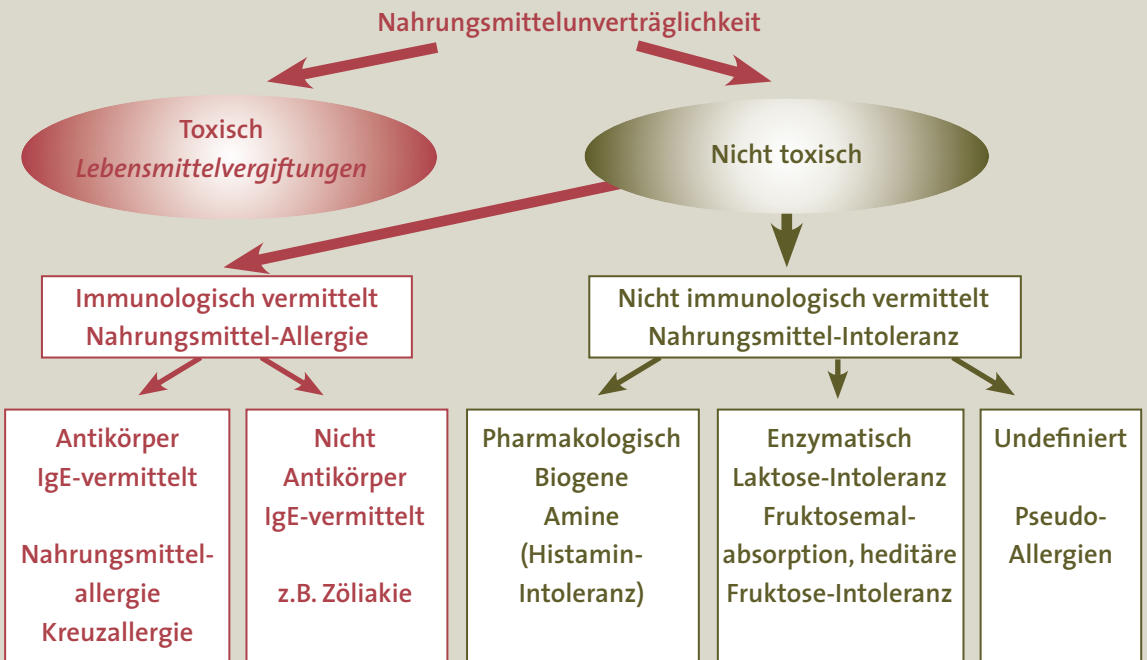 Nahrungsmittelunverträglichkeit
Toxisch
Lebensmittelvergiftungen
Nicht toxisch
Immunologisch vermittelt
Nahrungsmittel-Allergie
Nicht immunologisch vermittelt
Nahrungsmittel-Intoleranz
Antikörper
IgE-vermittelt
Nahrungsmittel-
allergie
Kreuzallergie
Nicht
Antikörper
IgE-vermittelt
z.B. Zöliakie
Pharmakologisch
Biogene
Amine
(Histamin-
Intoleranz)
Enzymatisch
Laktose-Intoleranz
Fruktosemal-
absorption, heditäre
Fruktose-Intoleranz
Undefiniert
Pseudo-
Allergien